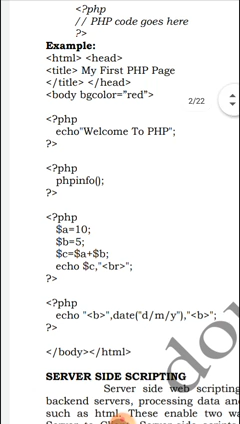 <?php
// PHP code goes here
?>
Example:
<html> <head>
<title> My First PHP Page
</title> </head>
<body bgcolor="red">
2/22
<?php
echo"Welcome To PHP";
?>
<?php
phpinfo();
?>
<?php
$a=10;
$b=5;
$c=$a+$b;
echo $c,"<br>";
?>
<?php
echo "<b>",date("d/m/y"),"<b>";
?>
</body></html>
SERVER SIDE SCRIPTING
Server side web scripting
backend servers, processing data an
such as html. These enable two wa